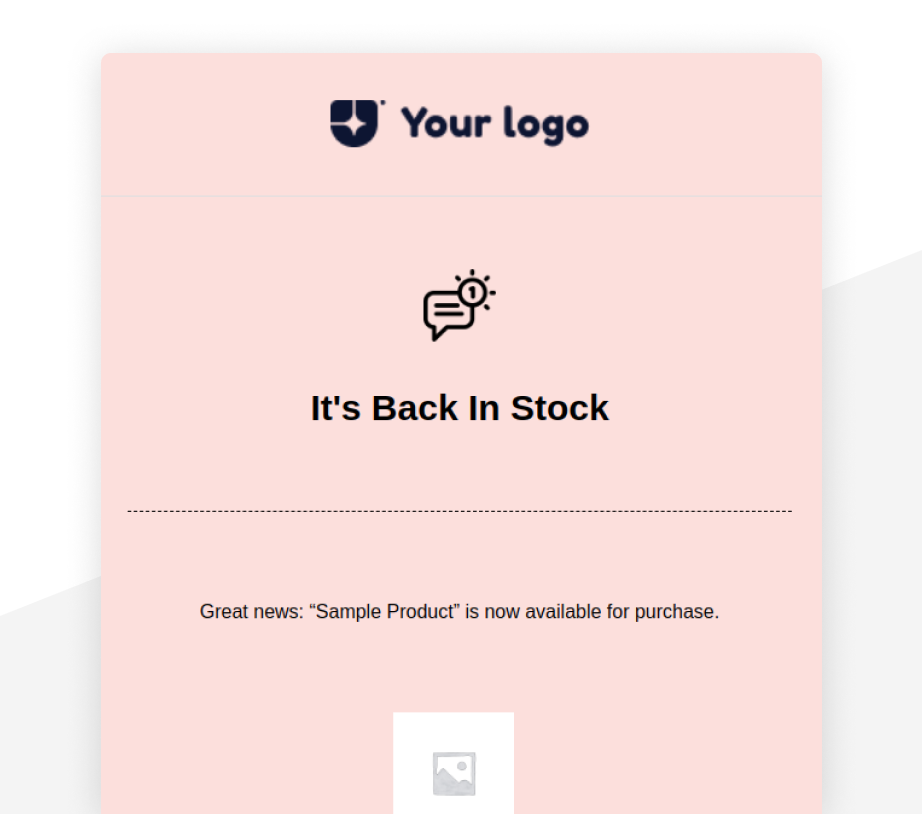 Your logo
1
It's Back In Stock
Great news: “Sample Product” is now available for purchase.